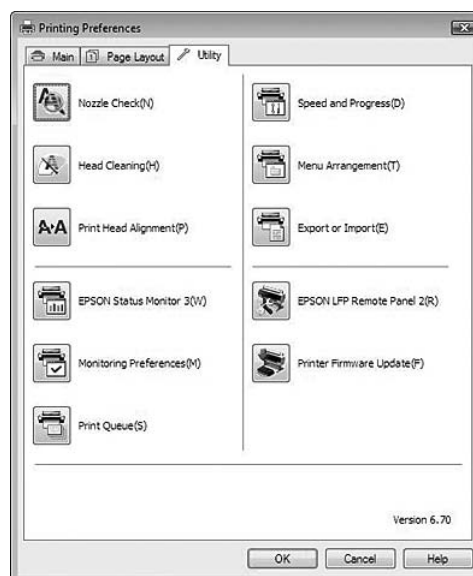 Printing Preferences
Main
Page Layout
Utility
Nozzle Check(N)
Speed and Progress(D)
Head Cleaning(H)
Menu Arrangement(T)
Print Head Alignment(P)
Export or Import(E)
EPSON Status Monitor 3(W)
EPSON LFP Remote Panel 2(R)
Monitoring Preferences(M)
Printer Firmware Update(F)
Print Queue(S)
Version 6.70
OK
Cancel
Help